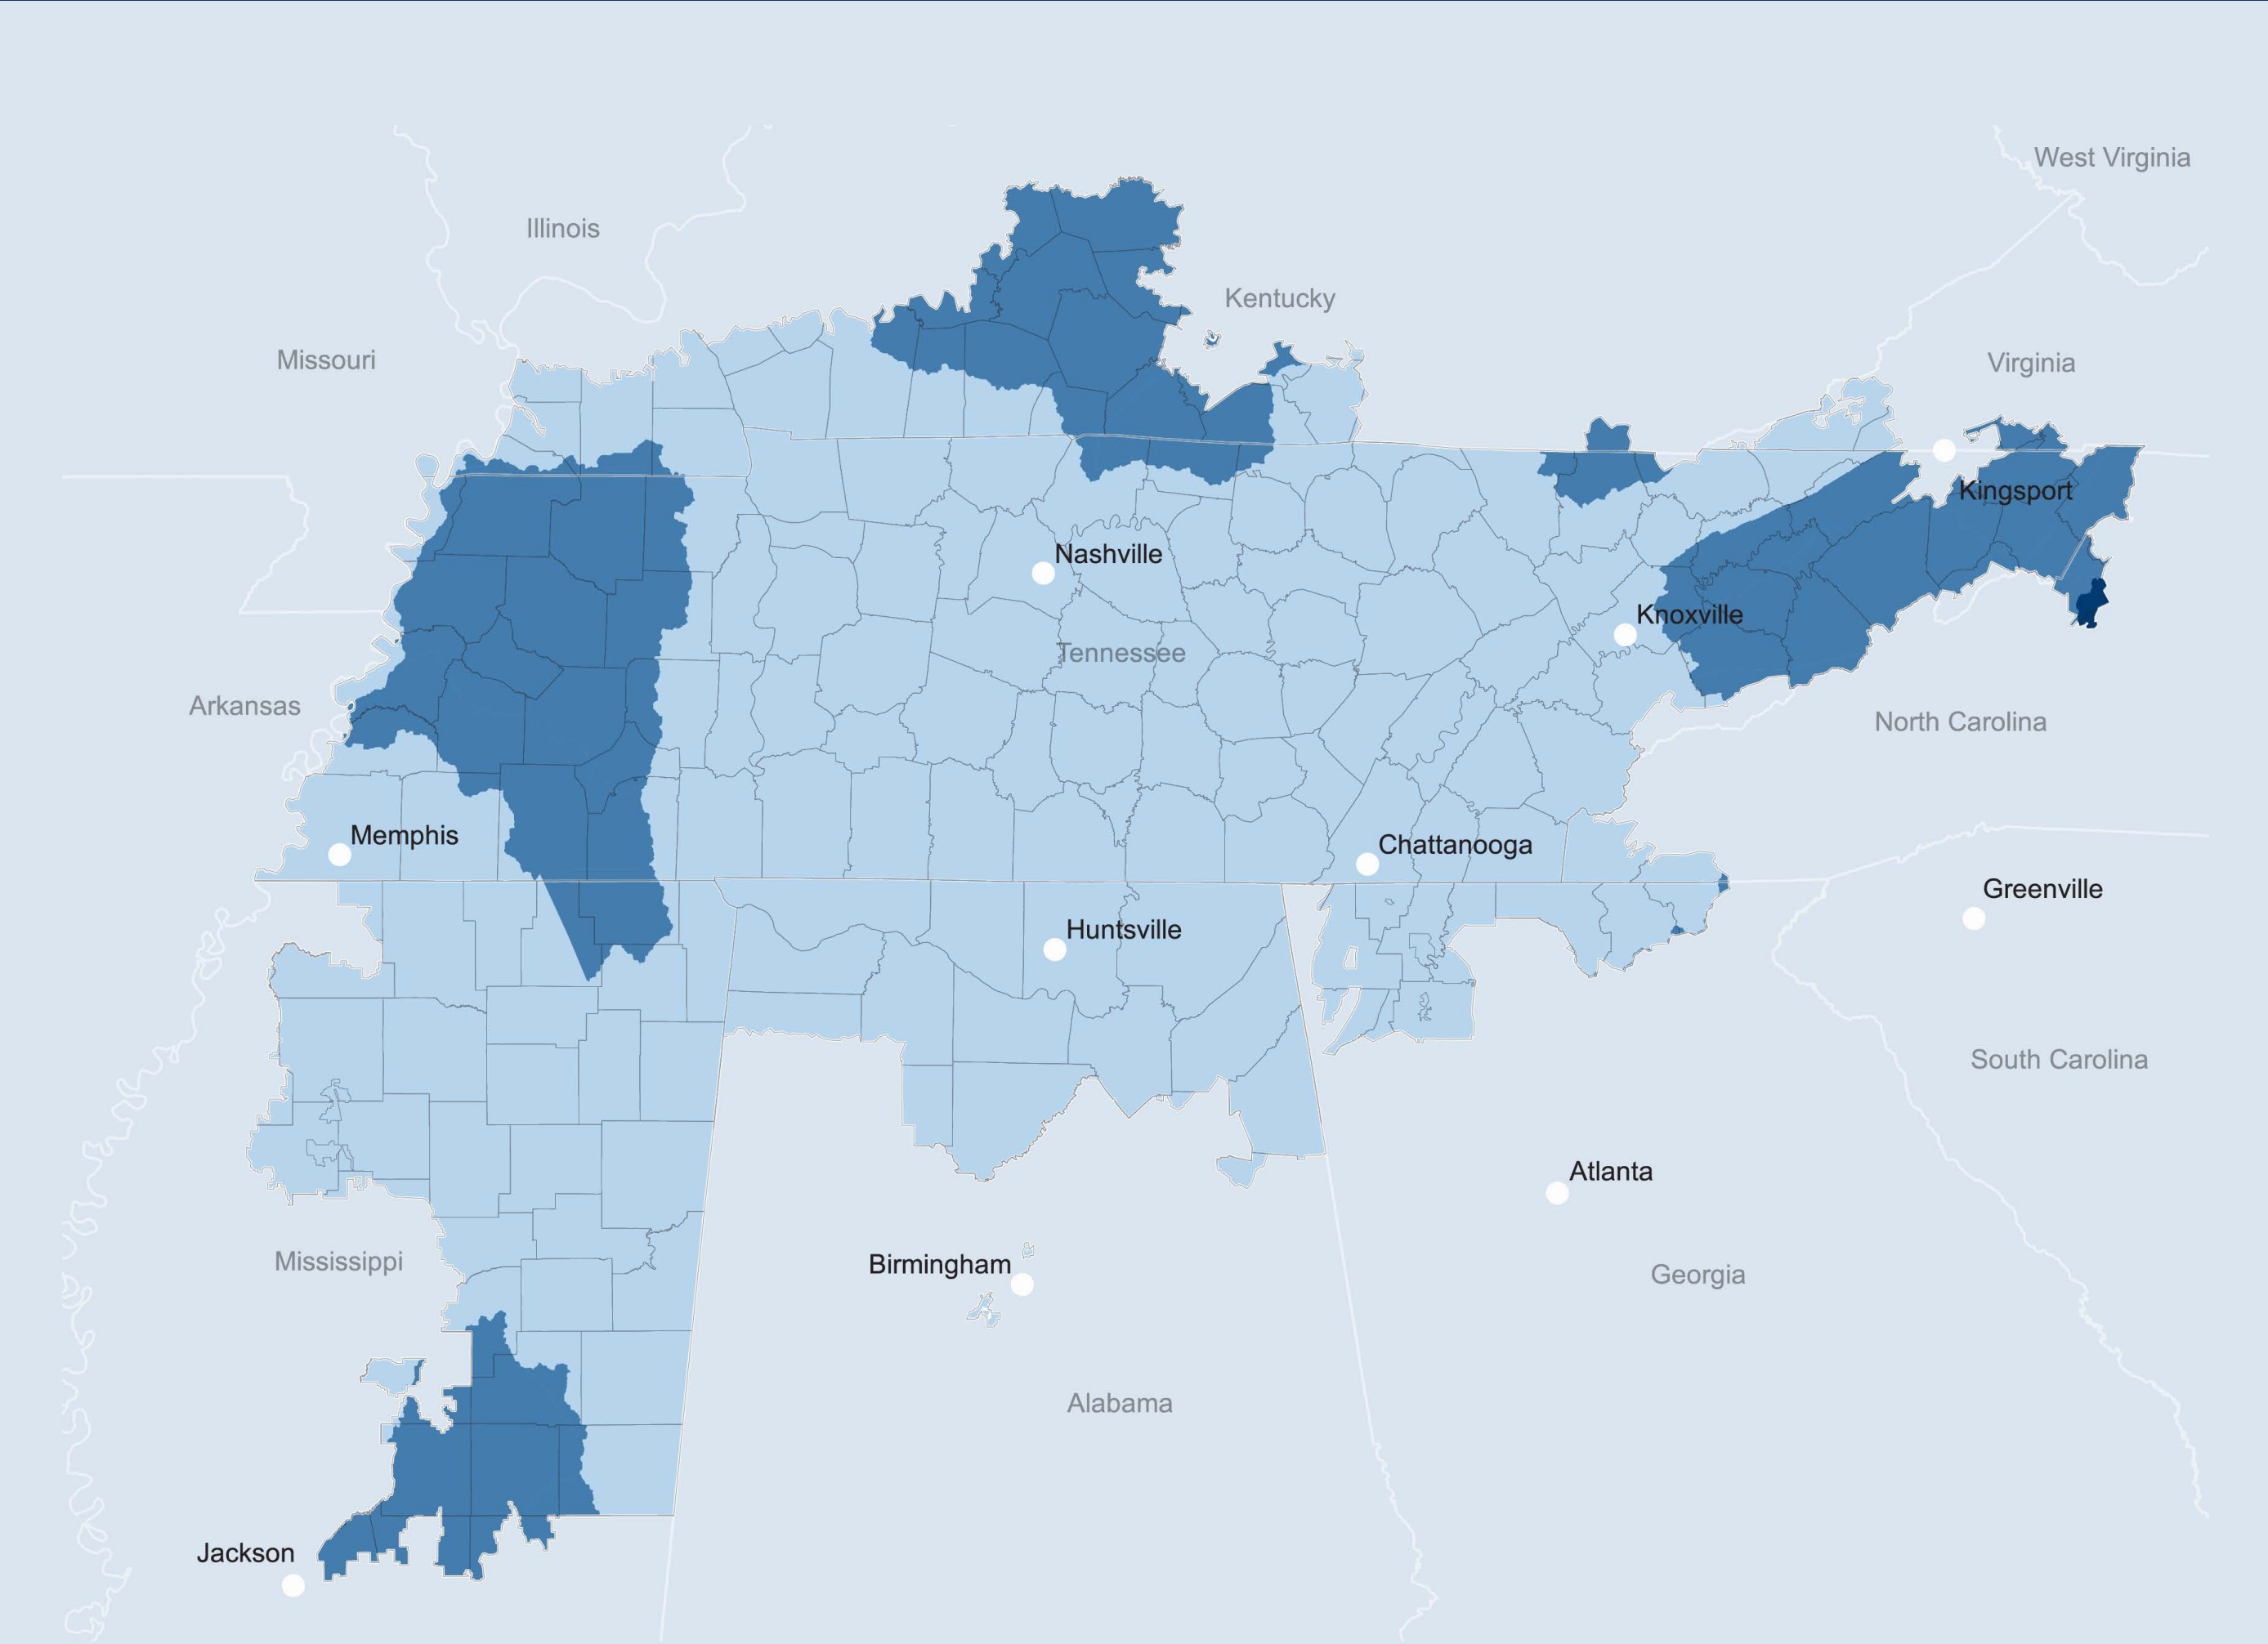 West Virginia
Illinois
Kentucky
Missouri
Virginia
Kingsport
Nashville
Knoxville
Tennessee
Arkansas
North Carolina
Memphis
Chattanooga
Greenville
Huntsville
South Carolina
Atlanta
Mississippi
Birmingham
Georgia
Alabama
Jackson